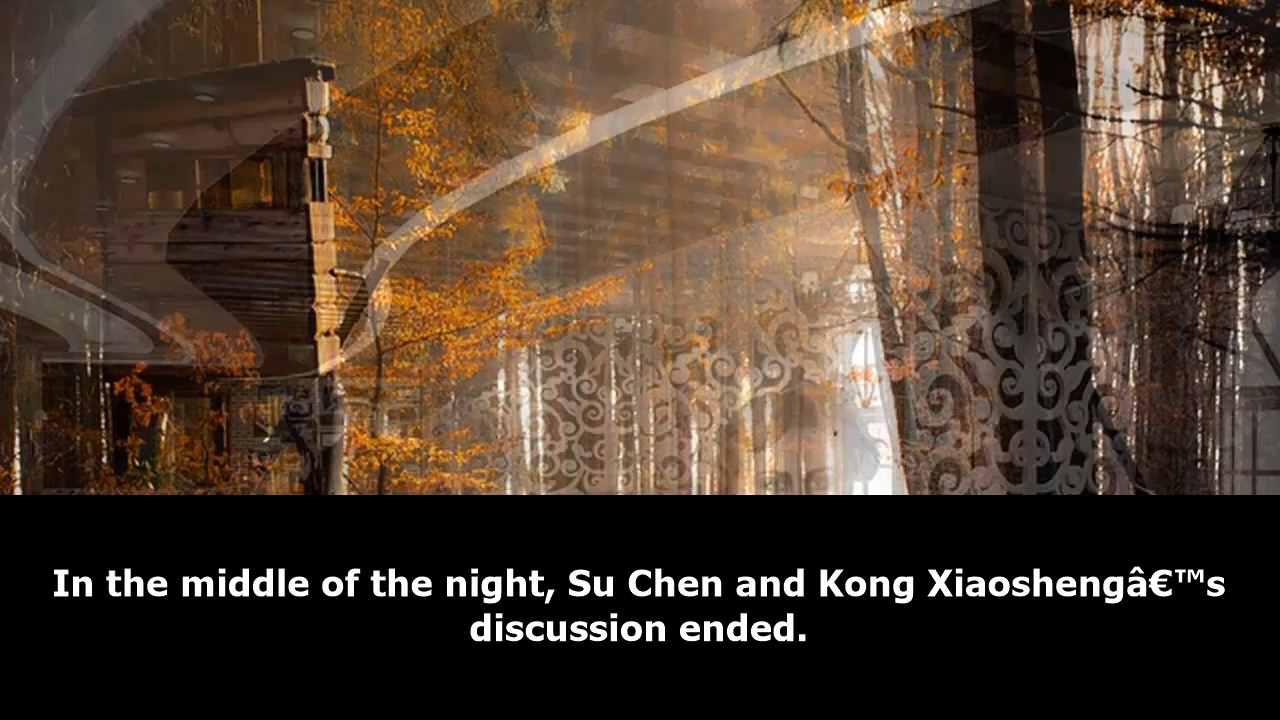 In the middle of the night, Su Chen and Kong Xiaoshengâ€™s
discussion ended.